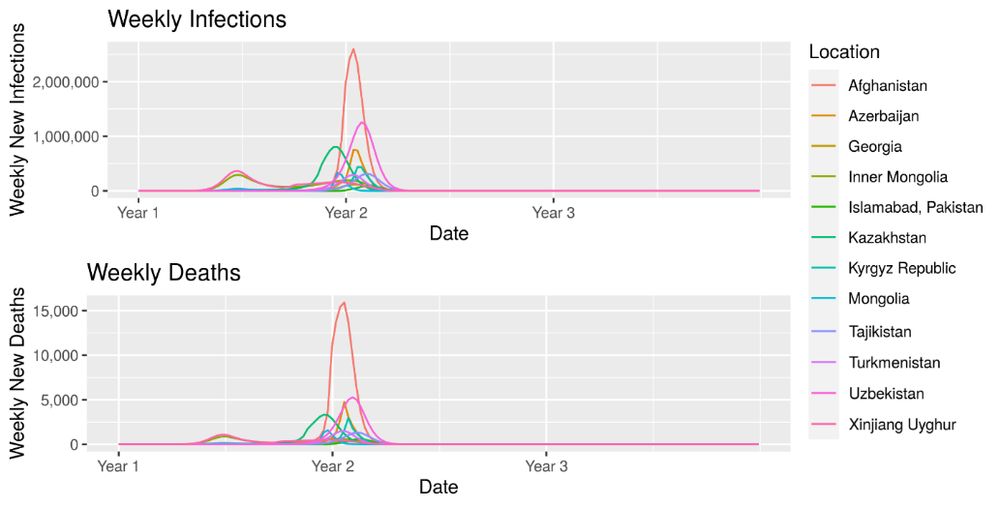 Weekly Infections
Weekly New Infections
2,000,000
1,000,000
0
Year 1
Year 2
Year 3
Date
Weekly Deaths
Weekly New Deaths
15,000
10,000
5,000
0
Year 1
Year 2
Year 3
Date
Location
Afghanistan
Azerbaijan
Georgia
Inner Mongolia
Islamabad, Pakistan
Kazakhstan
Kyrgyz Republic
Mongolia
Tajikistan
Turkmenistan
Uzbekistan
Xinjiang Uyghur